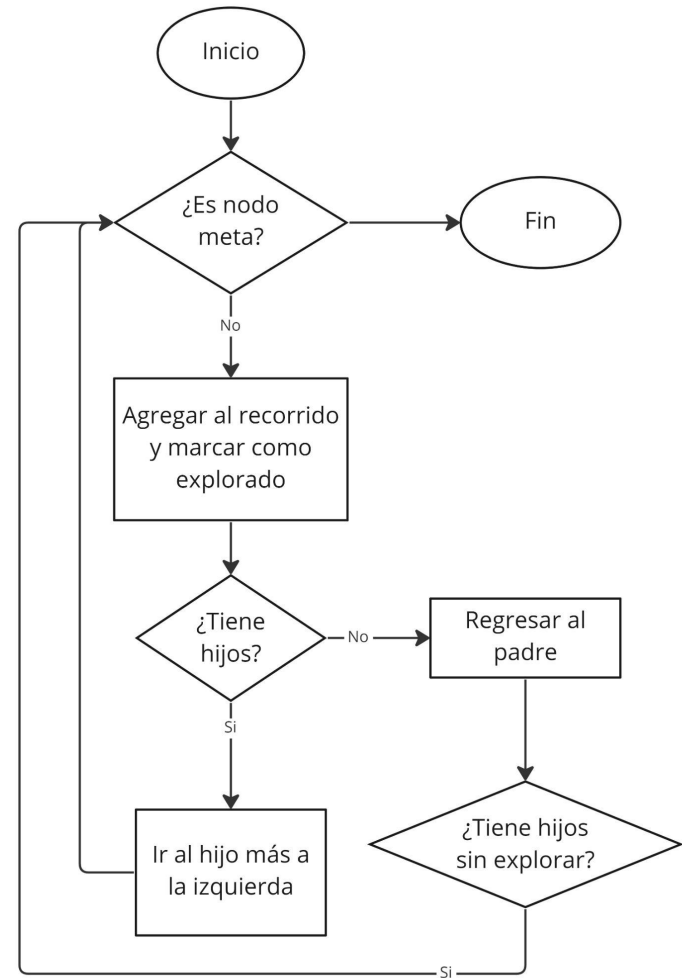 Inicio
¿Es nodo
meta?
Fin
No
Agregar al recorrido
y marcar como
explorado
¿Tiene
hijos?
No
Regresar al
padre
Si
Ir al hijo más a
la izquierda
¿Tiene hijos
sin explorar?
Si